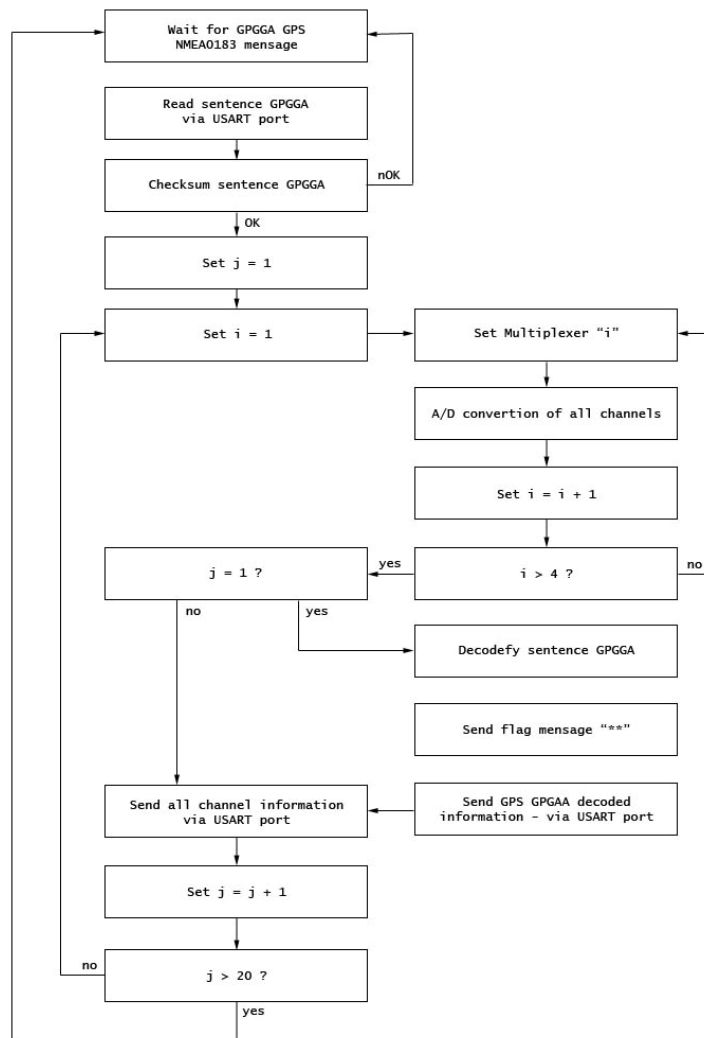 Wait for GPGGA GPS
NMEA0183 mensage
Read sentence GPGGA
via USART port
Checksum sentence GPGGA
nOK
OK
Set j = 1
Set i = 1
Set Multiplexer “i”
A/D convertion of all channels
Set i = i + 1
j = 1 ?
yes
i > 4 ?
no
no
yes
Decodefy sentence GPGGA
Send flag mensage “**”
Send all channel information
via USART port
Send GPS GPGAA decoded
information - via USART port
Set j = j + 1
no
j > 20 ?
yes